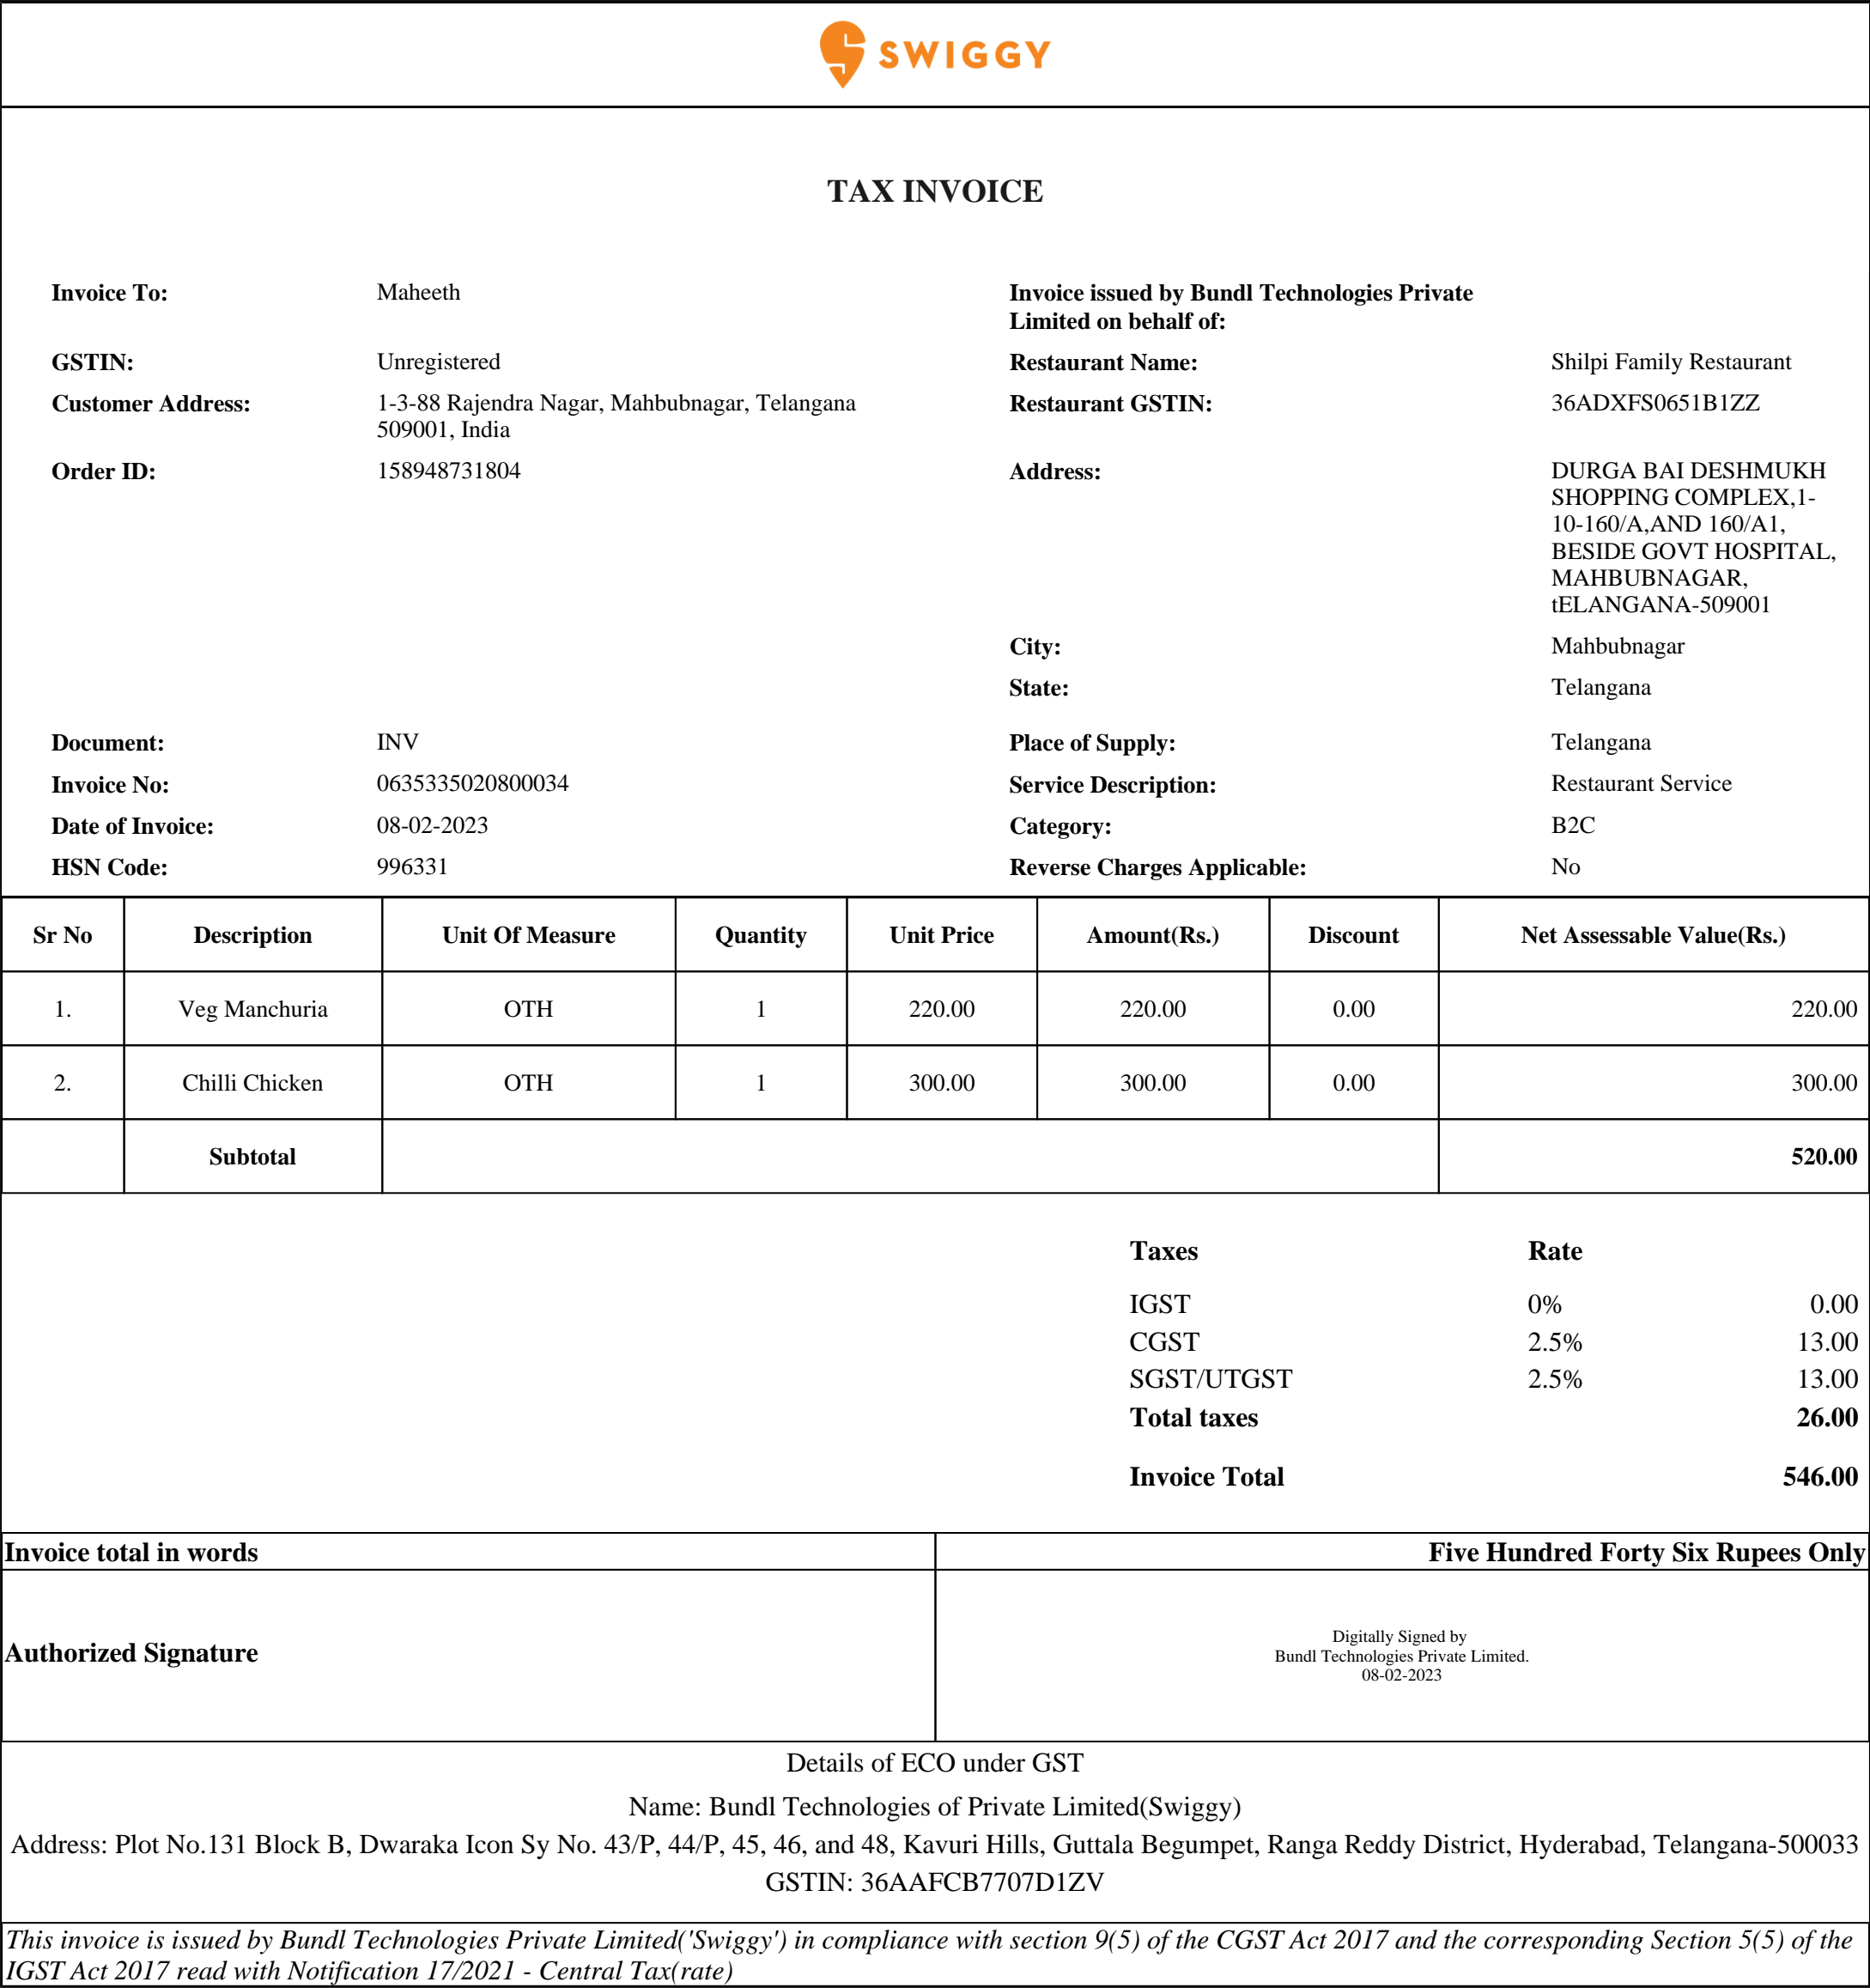 SWIGGY
TAX INVOICE
Invoice To: Maheeth
Invoice issued by Bundl Technologies Private
Limited on behalf of:
GSTIN: Unregistered
Restaurant Name: Shilpi Family Restaurant
Customer Address: 1-3-88 Rajendra Nagar, Mahbubnagar, Telangana
509001, India
Restaurant GSTIN: 36ADXFS0651B1ZZ
Order ID: 158948731804
Address: DURGA BAI DESHMUKH
SHOPPING COMPLEX,1-
10-160/A,AND 160/A1,
BESIDE GOVT HOSPITAL,
MAHBUBNAGAR,
tELANGANA-509001
City: Mahbubnagar
State: Telangana
Document: INV
Place of Supply: Telangana
Invoice No: 0635335020800034
Service Description: Restaurant Service
Date of Invoice: 08-02-2023
Category: B2C
HSN Code: 996331
Reverse Charges Applicable: No
Sr No Description Unit Of Measure Quantity Unit Price Amount(Rs.) Discount Net Assessable Value(Rs.)
1. Veg Manchuria OTH 1 220.00 220.00 0.00 220.00
2. Chilli Chicken OTH 1 300.00 300.00 0.00 300.00
Subtotal 520.00
Taxes Rate
IGST 0% 0.00
CGST 2.5% 13.00
SGST/UTGST 2.5% 13.00
Total taxes 26.00
Invoice Total 546.00
Invoice total in words Five Hundred Forty Six Rupees Only
Authorized Signature
Digitally Signed by
Bundl Technologies Private Limited.
08-02-2023
Details of ECO under GST
Name: Bundl Technologies of Private Limited(Swiggy)
Address: Plot No.131 Block B, Dwaraka Icon Sy No. 43/P, 44/P, 45, 46, and 48, Kavuri Hills, Guttala Begumpet, Ranga Reddy District, Hyderabad, Telangana-500033
GSTIN: 36AAFCB7707D1ZV
This invoice is issued by Bundl Technologies Private Limited('Swiggy') in compliance with section 9(5) of the CGST Act 2017 and the corresponding Section 5(5) of the
IGST Act 2017 read with Notification 17/2021 - Central Tax(rate)